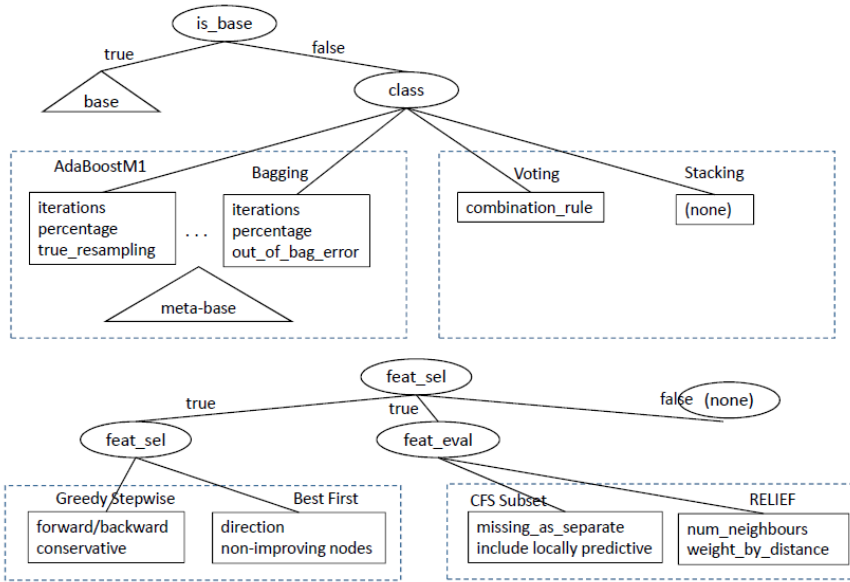 is_base
true
false
base
class
AdaBoostM1
Bagging
Voting
Stacking
iterations
percentage
true_resampling
. . .
iterations
percentage
out_of_bag_error
combination_rule
(none)
meta-base
feat_sel
true
true
false
(none)
feat_sel
feat_eval
Greedy Stepwise
Best First
CFS Subset
RELIEF
forward/backward
conservative
direction
non-improving nodes
missing_as_separate
include locally predictive
num_neighbours
weight_by_distance